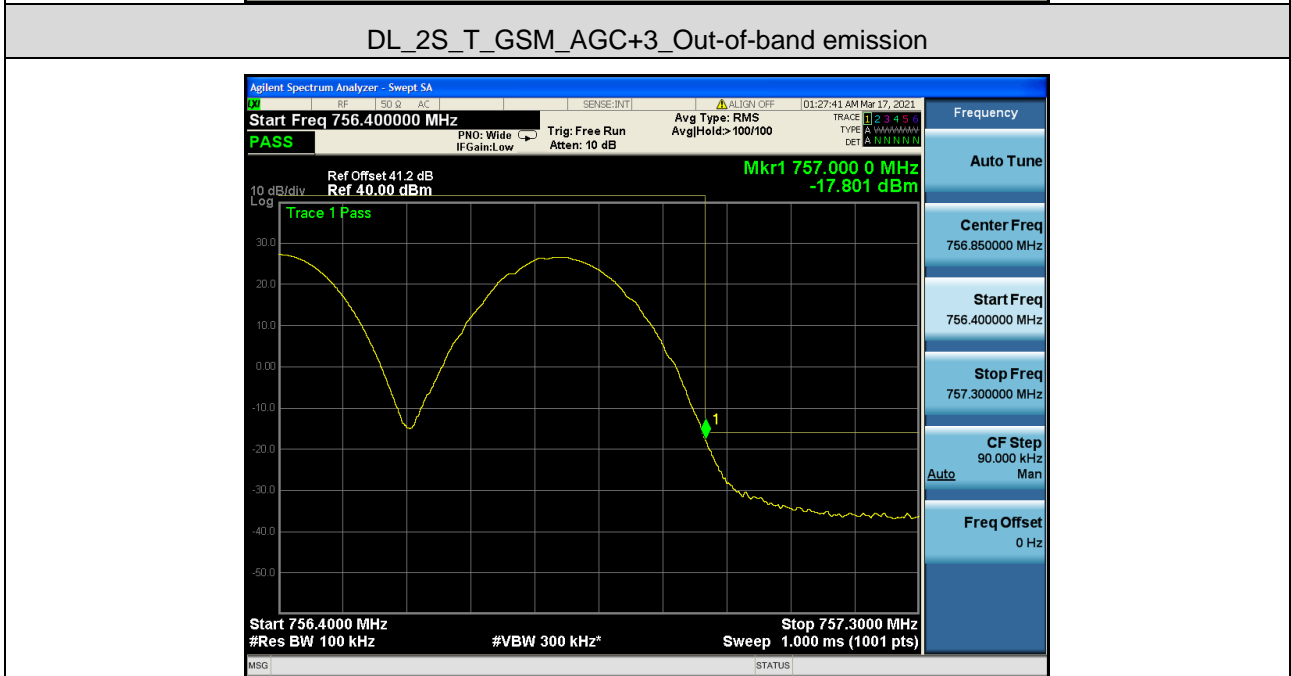 DL_2S_T_GSM_AGC+3_Out-of-band emission
Agilent Spectrum Analyzer - Swept SA
LXI RF 50 Ω AC SENSE:INT ALIGN OFF 01:27:41 AM Mar 17, 2021
Start Freq 756.400000 MHz
PASS
PNO: Wide
IFGain:Low
Trig: Free Run
Atten: 10 dB
Avg Type: RMS
Avg|Hold:>100/100
TRACE 1 2 3 4 5 6
TYPE A
DET A N N N N N
Mkr1 757.000 0 MHz
-17.801 dBm
Ref Offset 41.2 dB
10 dB/div Ref 40.00 dBm
Log
Trace 1 Pass
30.0
20.0
10.0
0.00
-10.0
1
-20.0
-30.0
-40.0
-50.0
Start 756.4000 MHz Stop 757.3000 MHz
#Res BW 100 kHz #VBW 300 kHz* Sweep 1.000 ms (1001 pts)
MSG STATUS
Frequency
Auto Tune
Center Freq
756.850000 MHz
Start Freq
756.400000 MHz
Stop Freq
757.300000 MHz
CF Step
90.000 kHz
Auto Man
Freq Offset
0 Hz